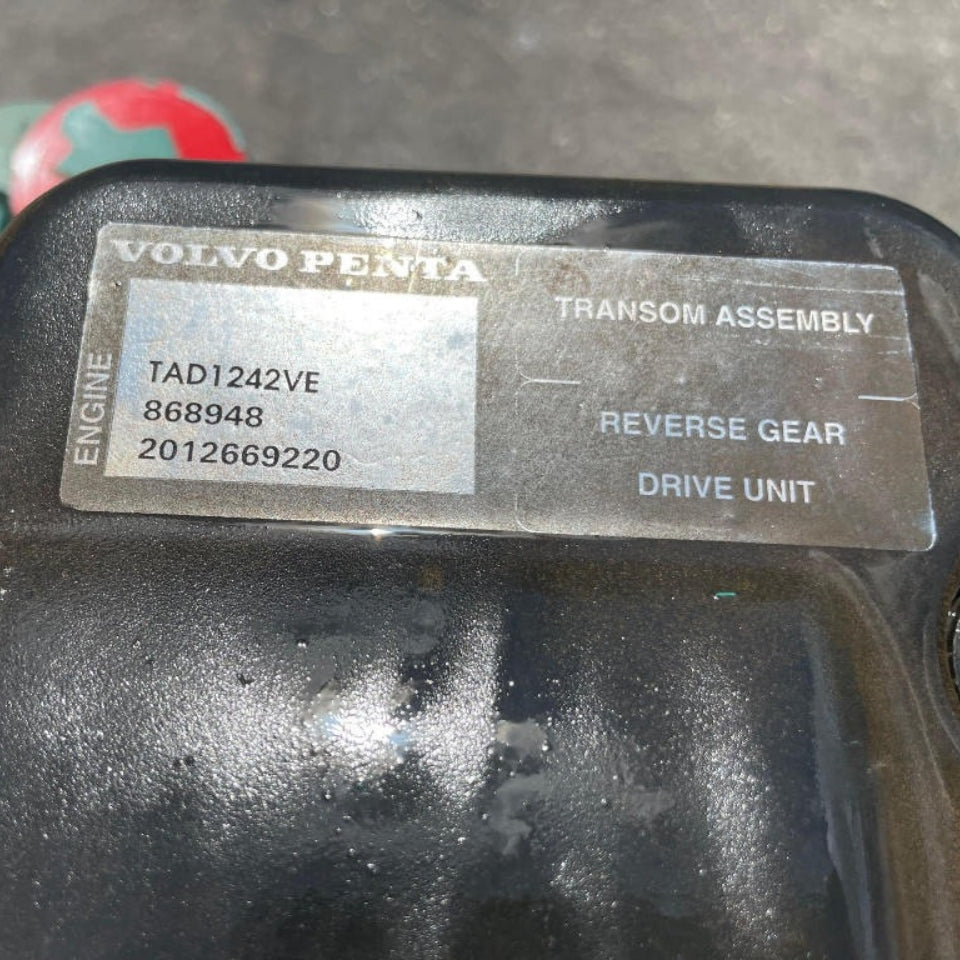 VOLVO PENTA
ENGINE
TAD1242VE
868948
2012669220
TRANSOM ASSEMBLY
REVERSE GEAR
DRIVE UNIT